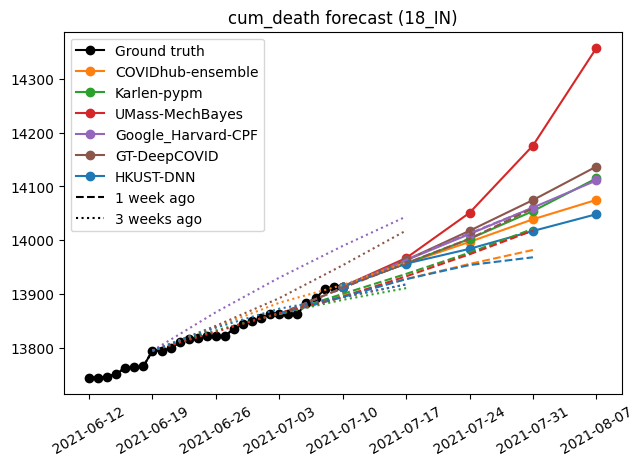 cum_death forecast (18_IN)
Ground truth
COVIDhub-ensemble
Karlen-pypm
UMass-MechBayes
Google_Harvard-CPF
GT-DeepCOVID
HKUST-DNN
1 week ago
3 weeks ago
14300
14200
14100
14000
13900
13800
2021-06-12
2021-06-19
2021-06-26
2021-07-03
2021-07-10
2021-07-17
2021-07-24
2021-07-31
2021-08-07